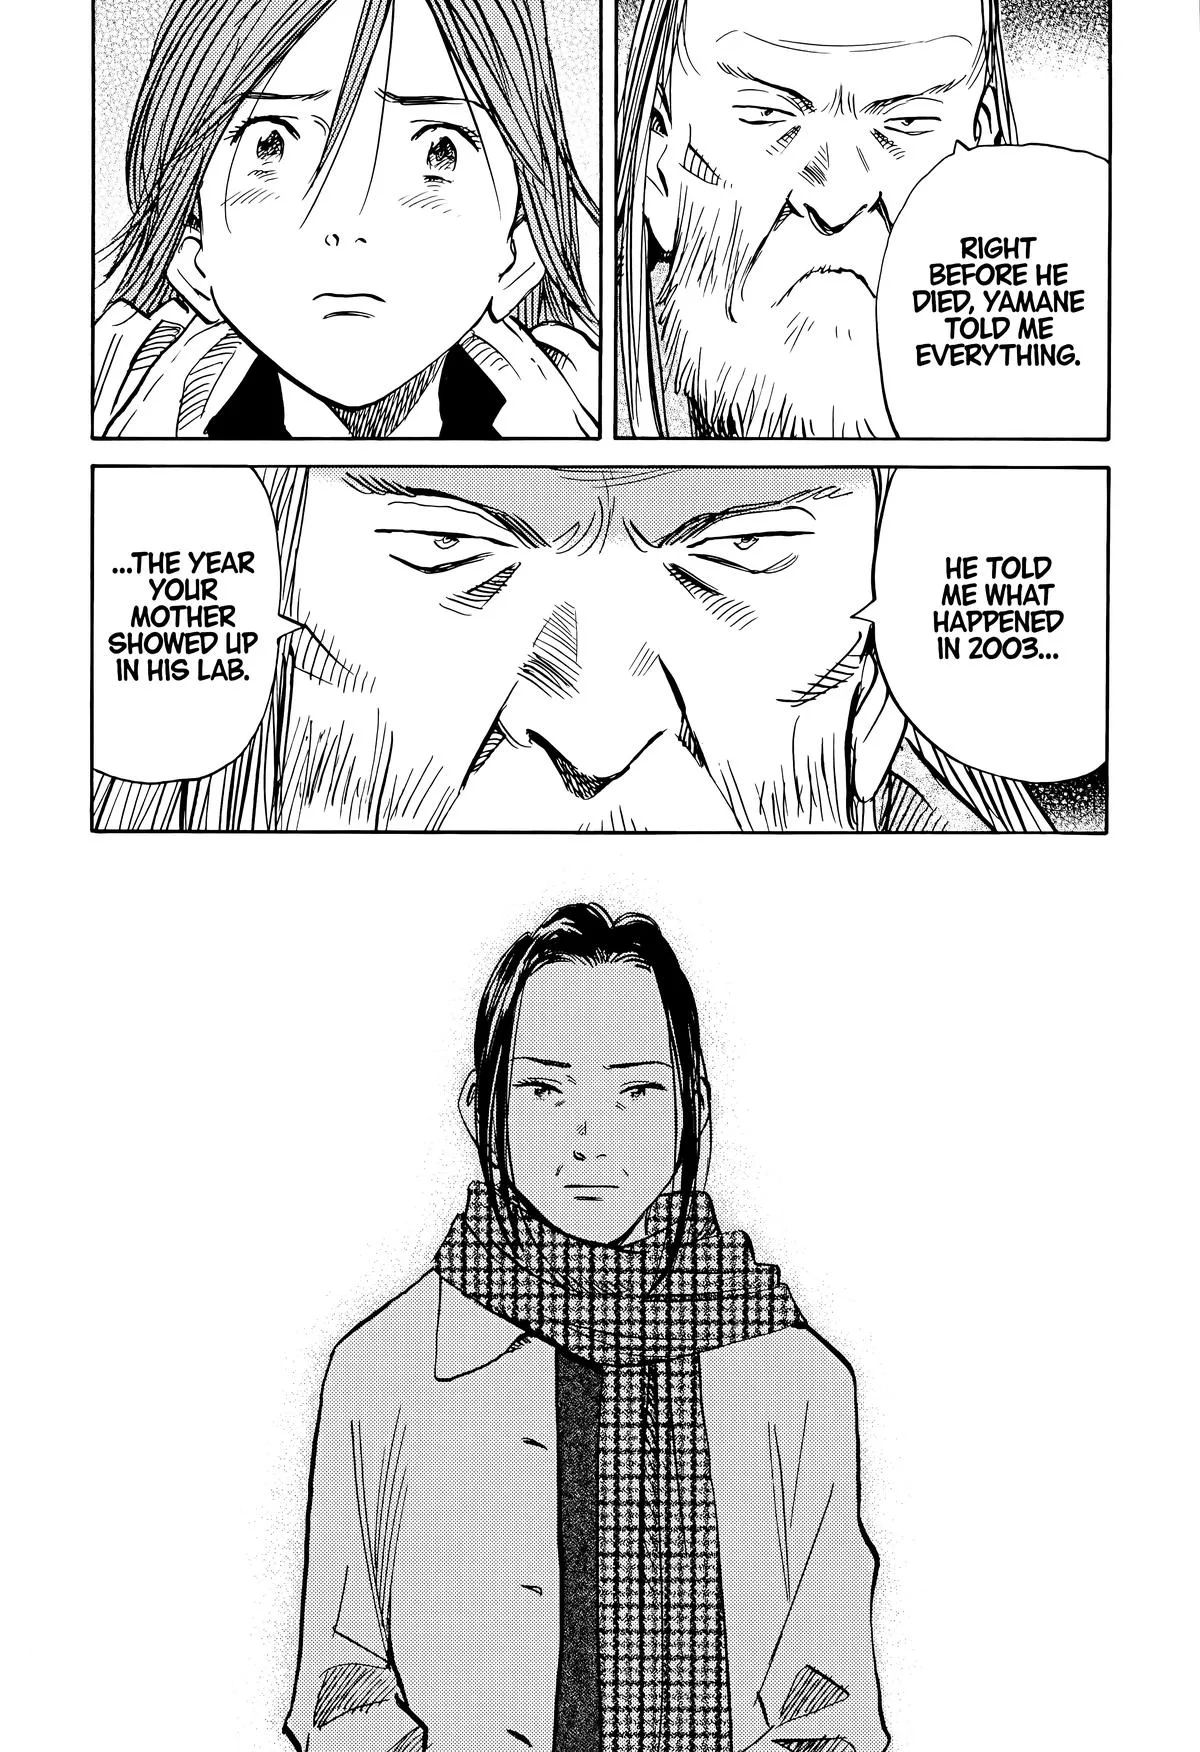 RIGHT
BEFORE HE
DIED, YAMANE
TOLD ME
EVERYTHING.
HE TOLD
ME WHAT
HAPPENED
IN 2003...
...THE YEAR
YOUR
MOTHER
SHOWED UP
IN HIS LAB.